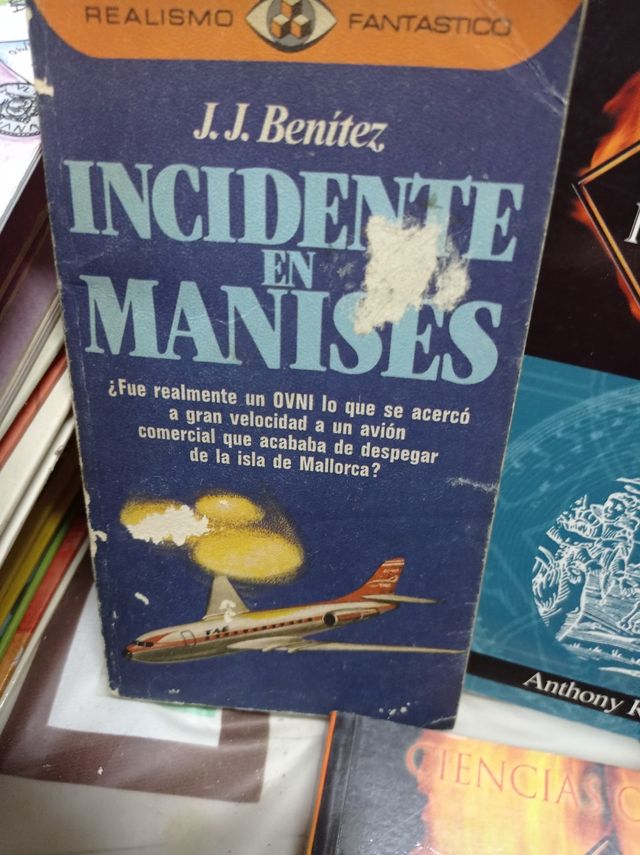 REALISMO FANTASTICO
J. J. Benítez
INCIDENTE
EN
MANISES
¿Fue realmente un OVNI lo que se acercó
a gran velocidad a un avión
comercial que acababa de despegar
de la isla de Mallorca?
TAE
Anthony R
CIENCIAS